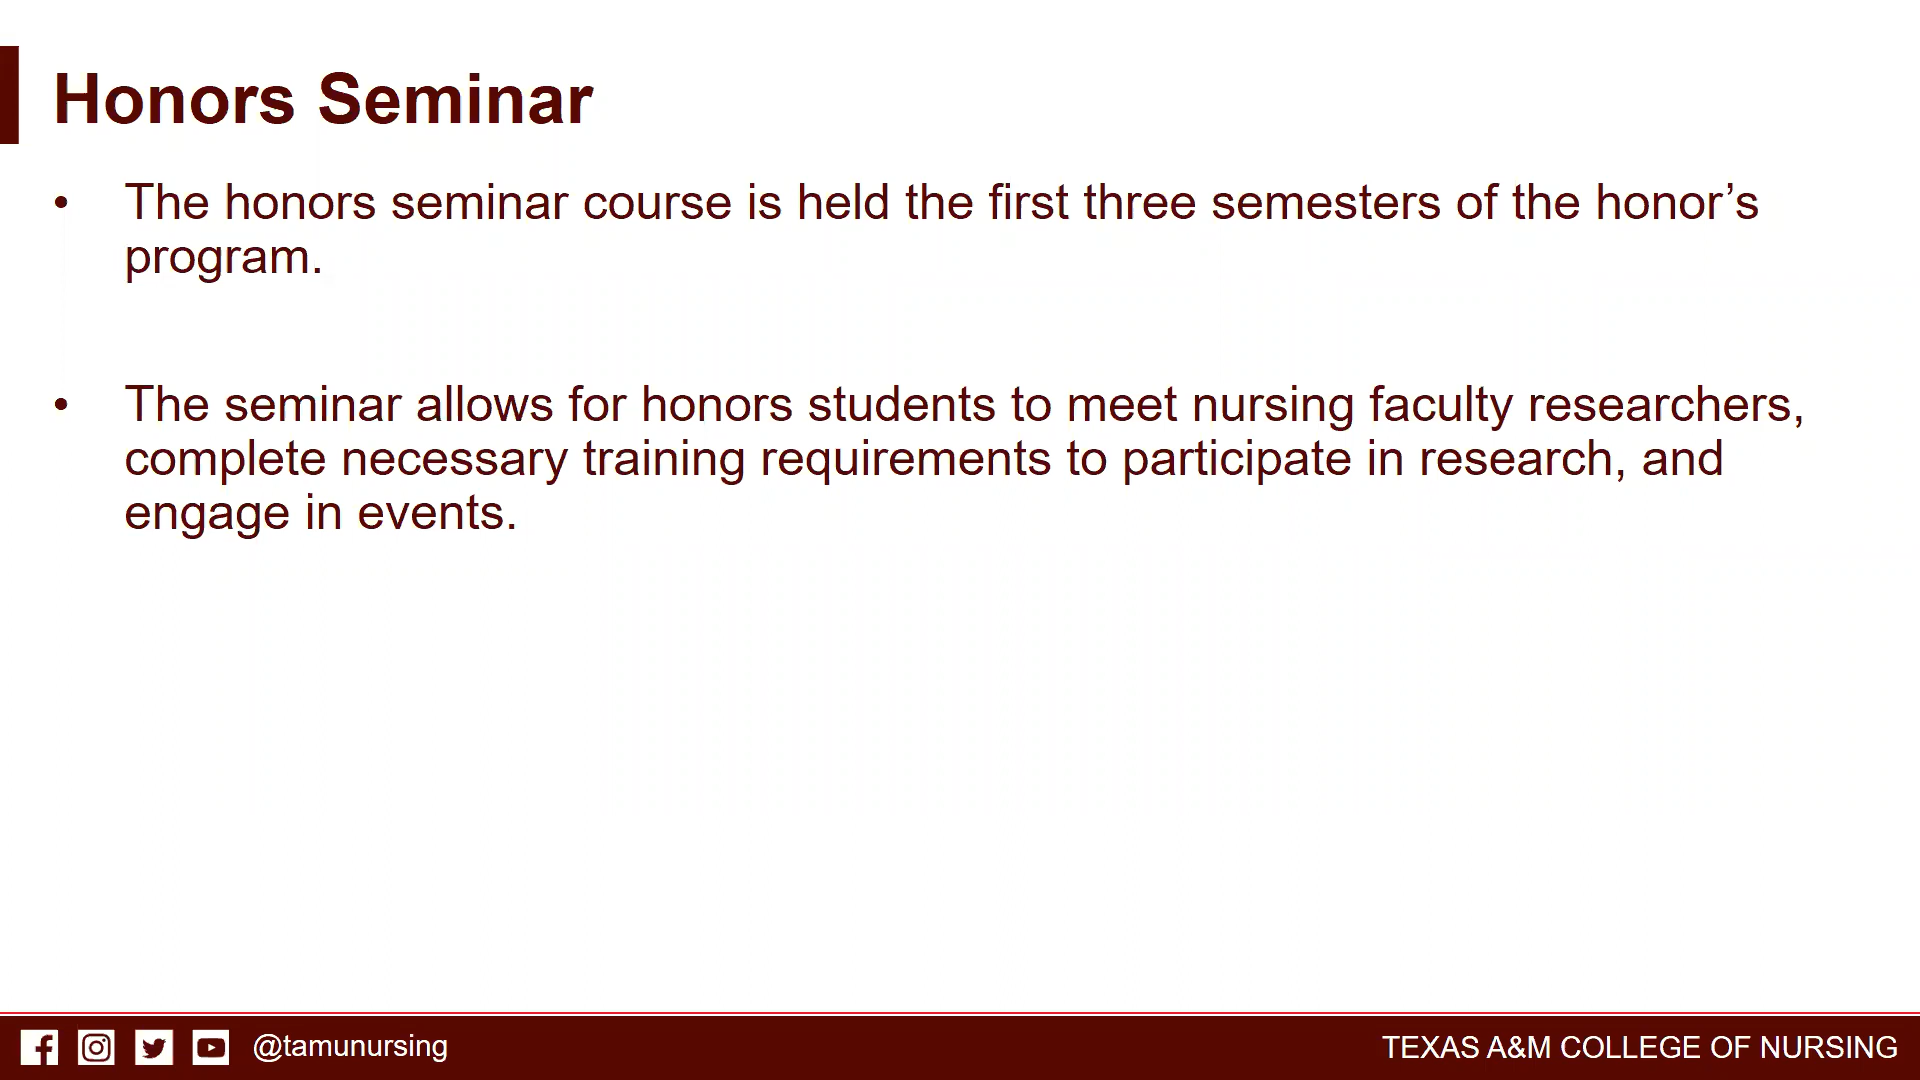 Honors Seminar
• The honors seminar course is held the first three semesters of the honor’s
program.
• The seminar allows for honors students to meet nursing faculty researchers,
complete necessary training requirements to participate in research, and
engage in events.
@tamunursing
TEXAS A&M COLLEGE OF NURSING